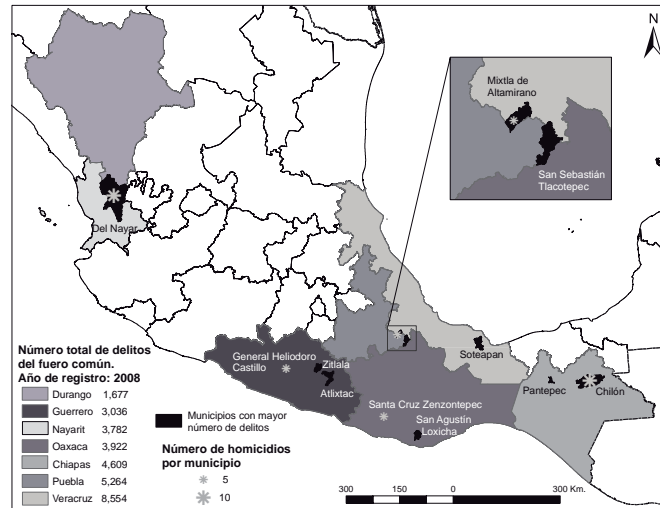 N
Mixtla de
Altamirano
San Sebastián
Tlacotepec
Del Nayar
General Heliodoro
Castillo
Zitlala
Atlixtac
Soteapan
Santa Cruz Zenzontepec
San Agustín
Loxicha
Pantepec
Chilón
Número total de delitos
del fuero común.
Año de registro: 2008
Durango 1,677
Guerrero 3,036
Nayarit 3,782
Oaxaca 3,922
Chiapas 4,609
Puebla 5,264
Veracruz 8,554
Municipios con mayor
número de delitos
Número de homicidios
por municipio
5
10
300 150 0 300 Km.